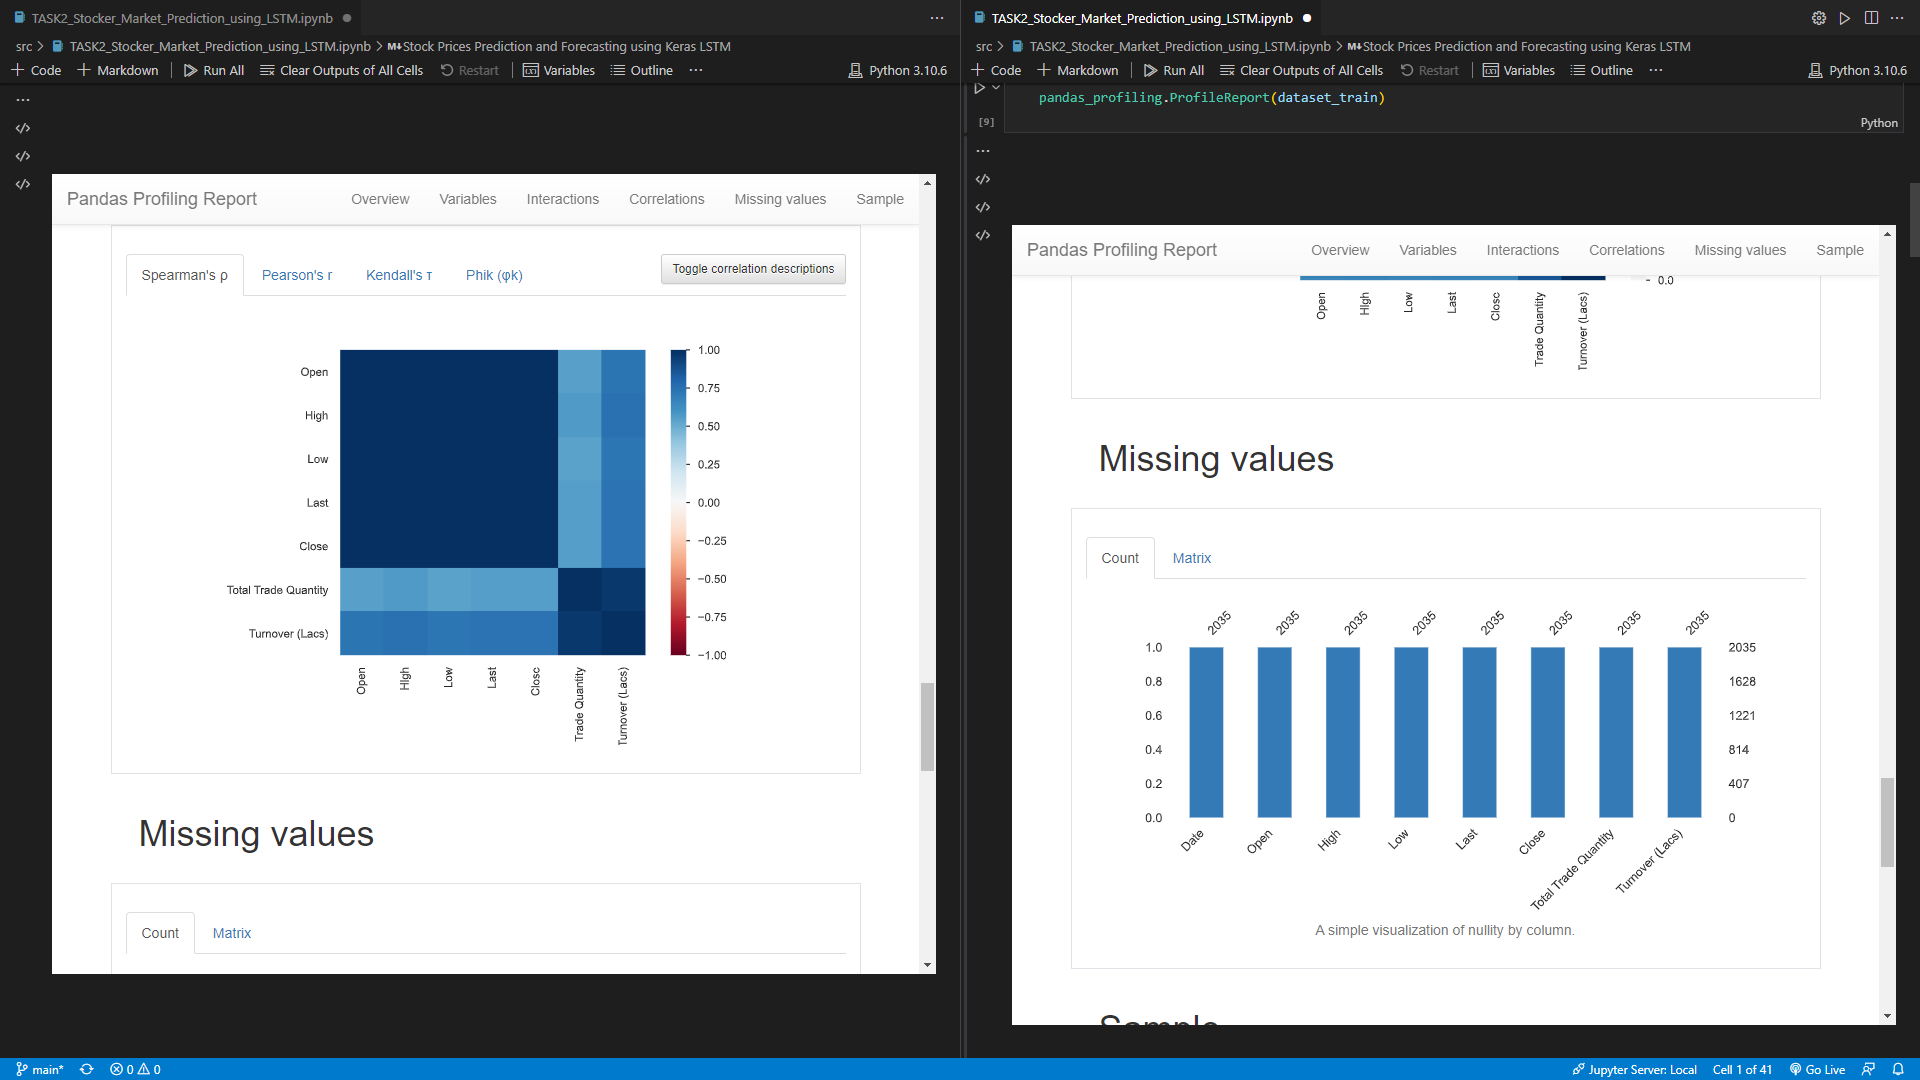 TASK2_Stocker_Market_Prediction_using_LSTM.ipynb
src > TASK2_Stocker_Market_Prediction_using_LSTM.ipynb > M↓Stock Prices Prediction and Forecasting using Keras LSTM
+ Code + Markdown Run All Clear Outputs of All Cells Restart Variables Outline ... Python 3.10.6
Pandas Profiling Report Overview Variables Interactions Correlations Missing values Sample
Spearman's ρ Pearson's r Kendall's τ Phik (φk) Toggle correlation descriptions
Open
High
Low
Last
Close
Total Trade Quantity
Turnover (Lacs)
1.00
0.75
0.50
0.25
0.00
−0.25
−0.50
−0.75
−1.00
Open High Low Last Close Trade Quantity Turnover (Lacs)
Missing values
Count Matrix
TASK2_Stocker_Market_Prediction_using_LSTM.ipynb
src > TASK2_Stocker_Market_Prediction_using_LSTM.ipynb > M↓Stock Prices Prediction and Forecasting using Keras LSTM
+ Code + Markdown Run All Clear Outputs of All Cells Restart Variables Outline ... Python 3.10.6
pandas_profiling.ProfileReport(dataset_train)
[9]
Python
Pandas Profiling Report Overview Variables Interactions Correlations Missing values Sample
0.0
Open High Low Last Close Trade Quantity Turnover (Lacs)
Missing values
Count Matrix
2035 2035 2035 2035 2035 2035 2035 2035
1.0 2035
0.8 1628
0.6 1221
0.4 814
0.2 407
0.0 0
Date Open High Low Last Close Total Trade Quantity Turnover (Lacs)
A simple visualization of nullity by column.
Sample
main* 0 0 Jupyter Server: Local Cell 1 of 41 Go Live